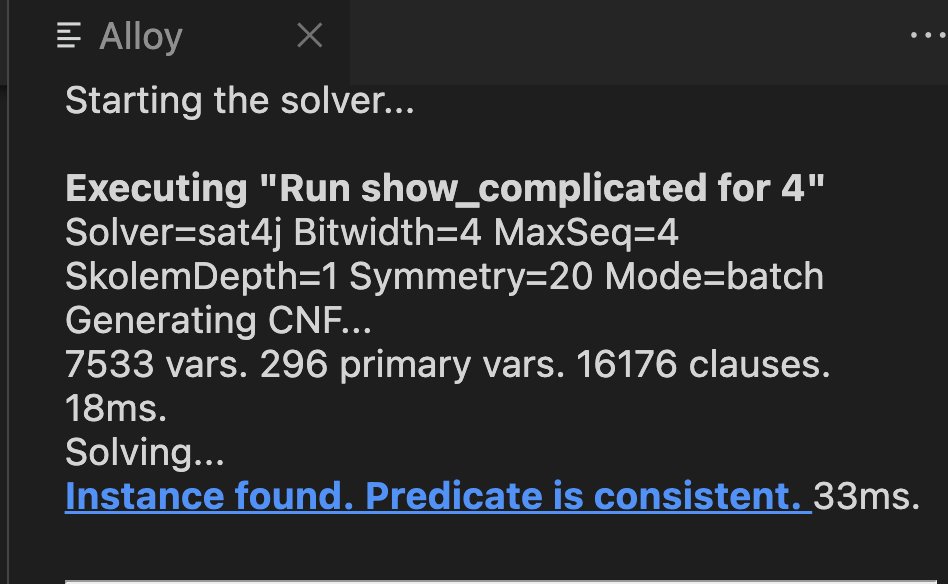 Alloy
Starting the solver...
Executing "Run show_complicated for 4"
Solver=sat4j Bitwidth=4 MaxSeq=4
SkolemDepth=1 Symmetry=20 Mode=batch
Generating CNF...
7533 vars. 296 primary vars. 16176 clauses.
18ms.
Solving...
Instance found. Predicate is consistent. 33ms.